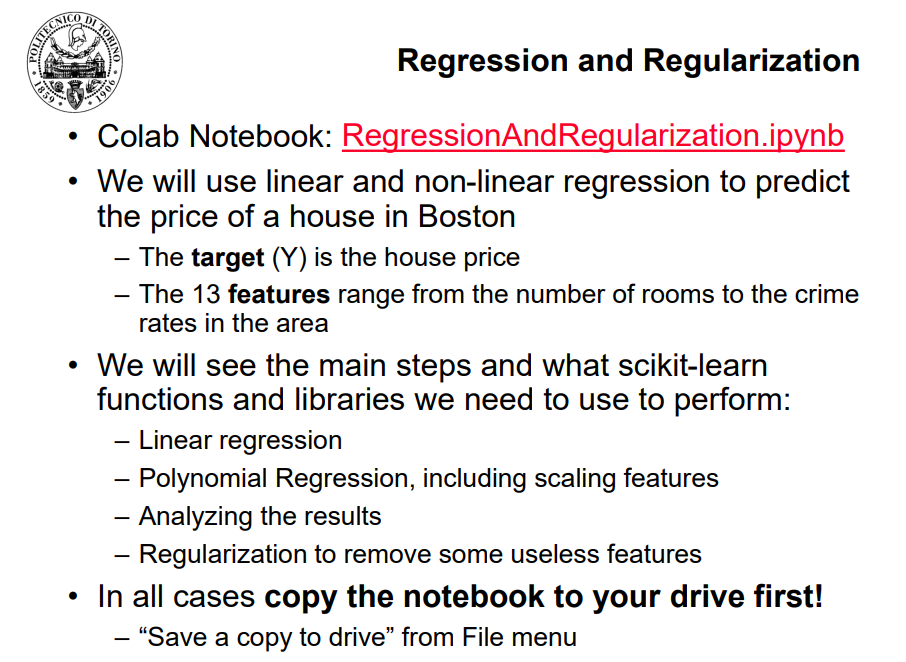 POLITECNICO DI TORINO
1859
1906
Regression and Regularization
• Colab Notebook: RegressionAndRegularization.ipynb
• We will use linear and non-linear regression to predict
the price of a house in Boston
– The target (Y) is the house price
– The 13 features range from the number of rooms to the crime
rates in the area
• We will see the main steps and what scikit-learn
functions and libraries we need to use to perform:
– Linear regression
– Polynomial Regression, including scaling features
– Analyzing the results
– Regularization to remove some useless features
• In all cases copy the notebook to your drive first!
– “Save a copy to drive” from File menu